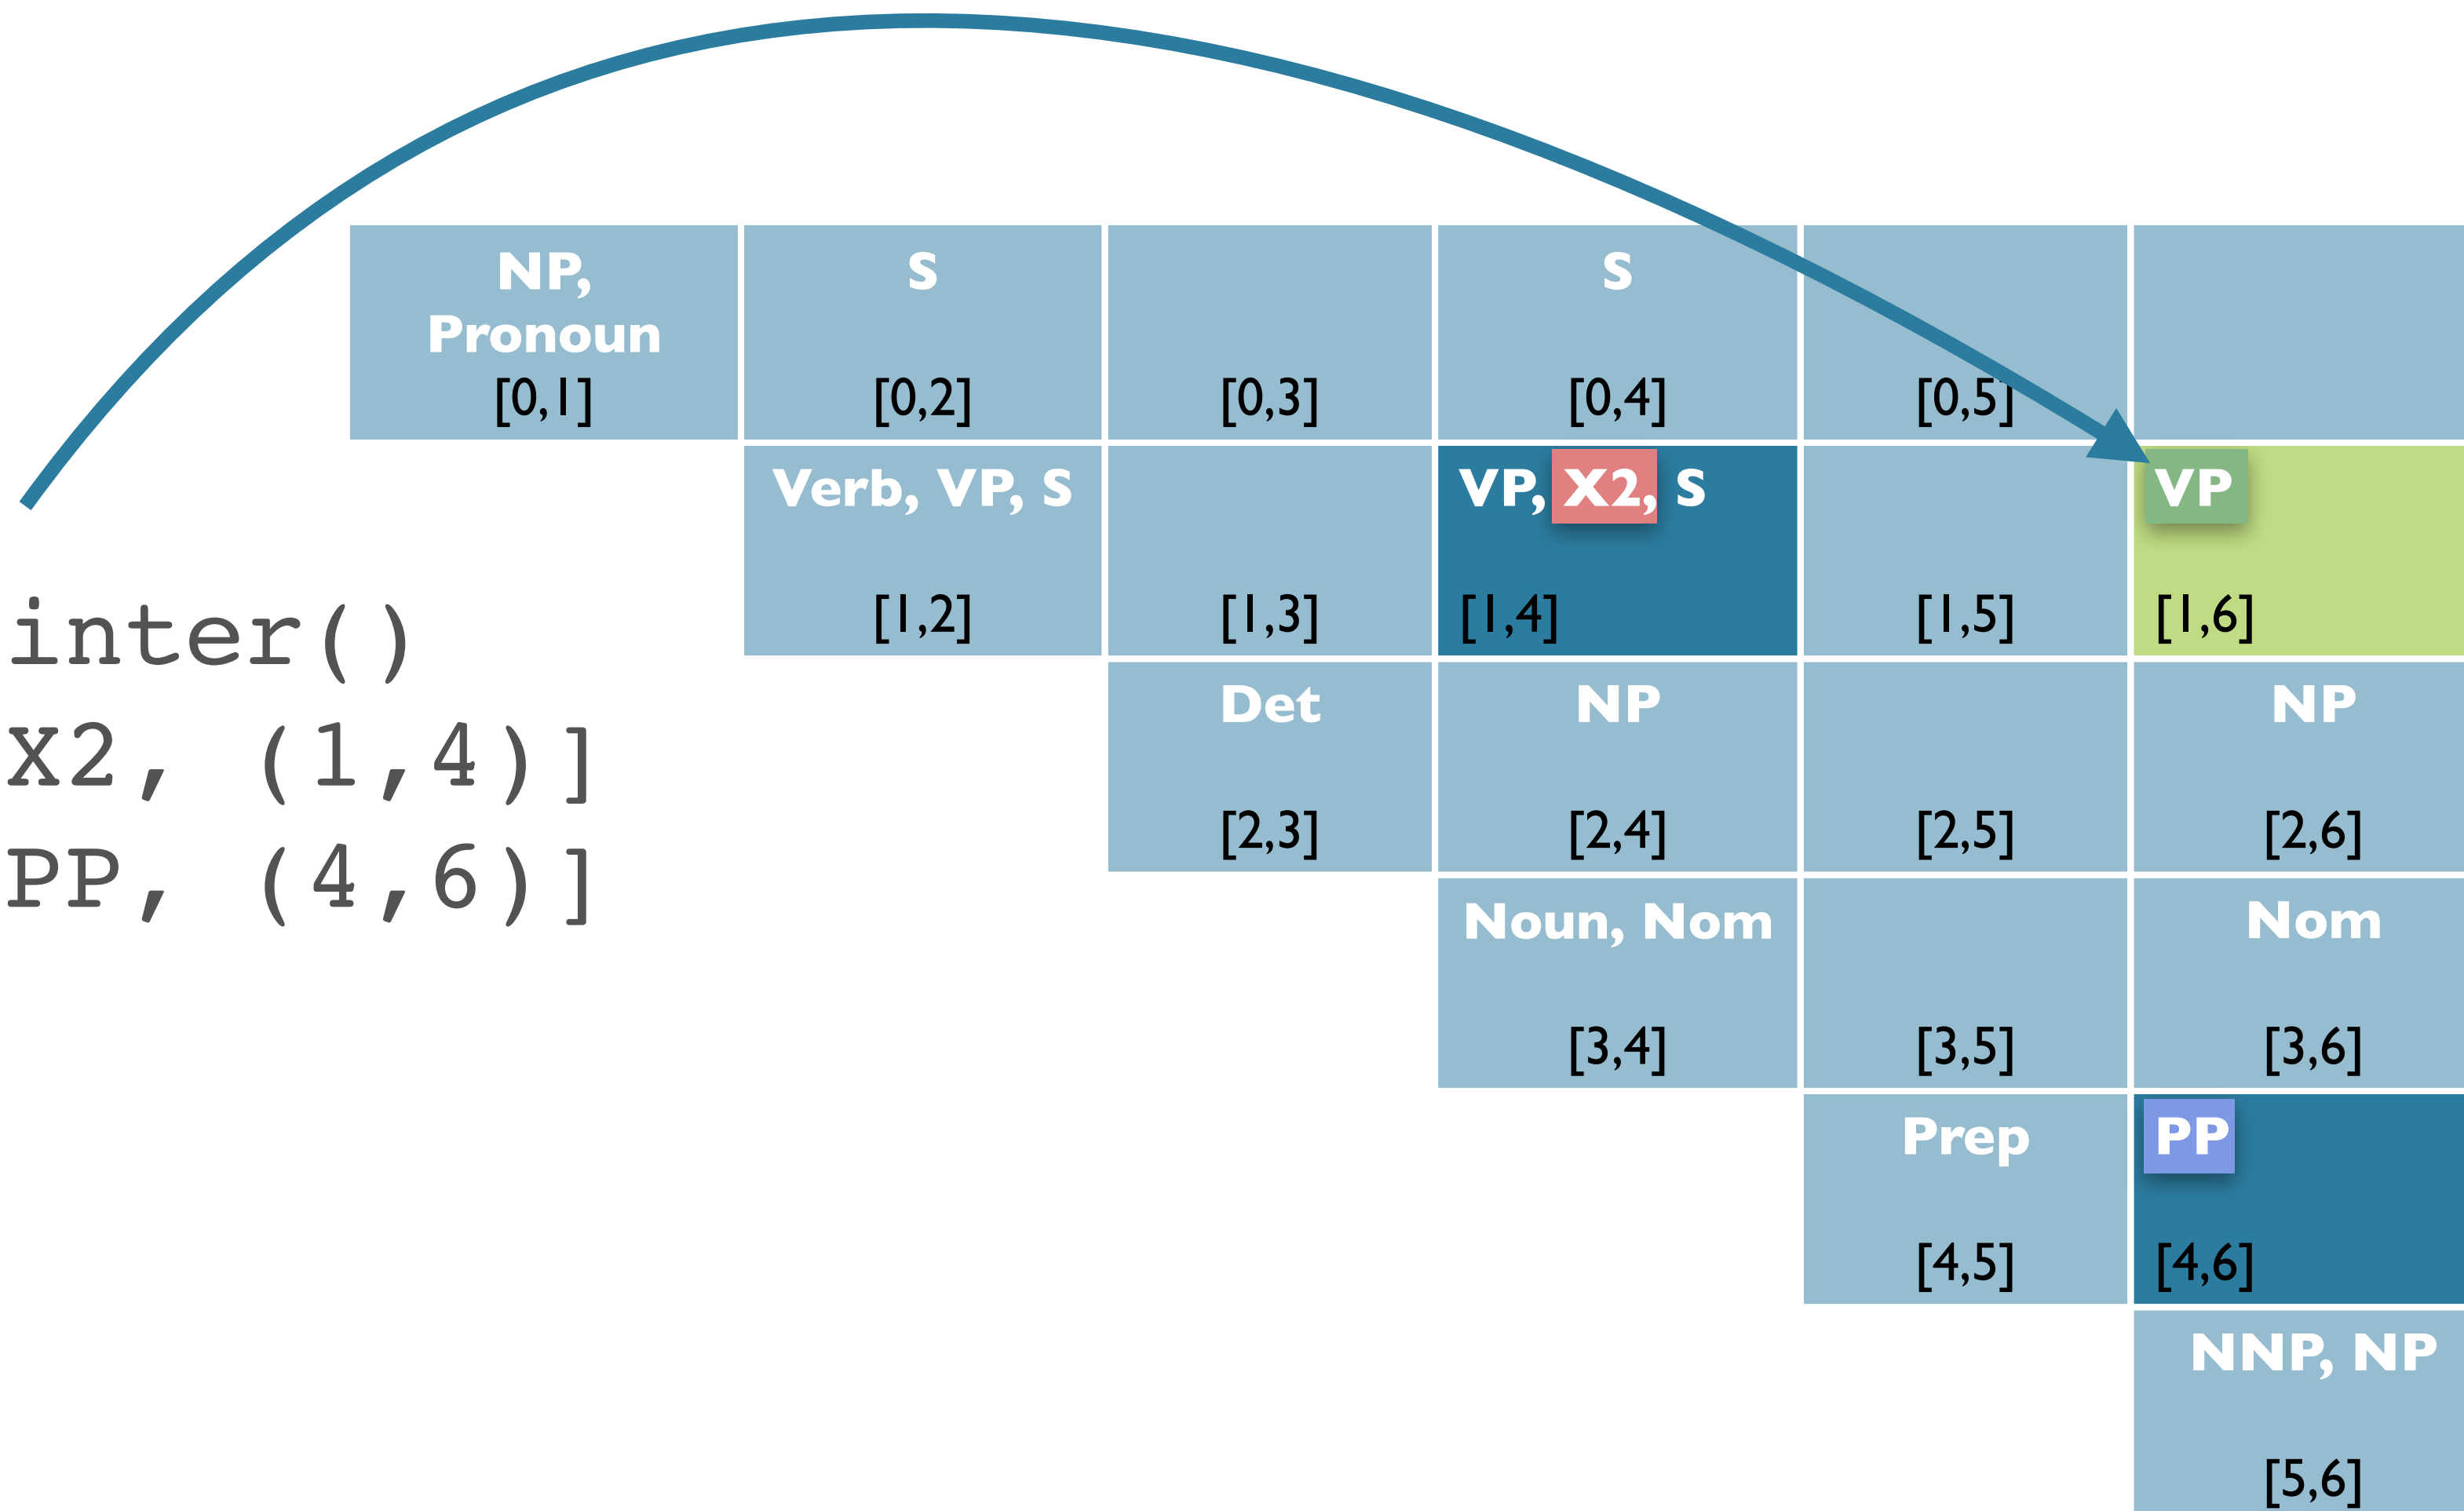 NP,
Pronoun
[0,1]
S
[0,2]
[0,3]
S
[0,4]
[0,5]
Verb, VP, S
[1,2]
[1,3]
VP, X2, S
[1,4]
[1,5]
VP
[1,6]
inter()
X2, (1,4)]
PP, (4,6)]
Det
[2,3]
NP
[2,4]
[2,5]
NP
[2,6]
Noun, Nom
[3,4]
[3,5]
Nom
[3,6]
Prep
[4,5]
PP
[4,6]
NNP, NP
[5,6]